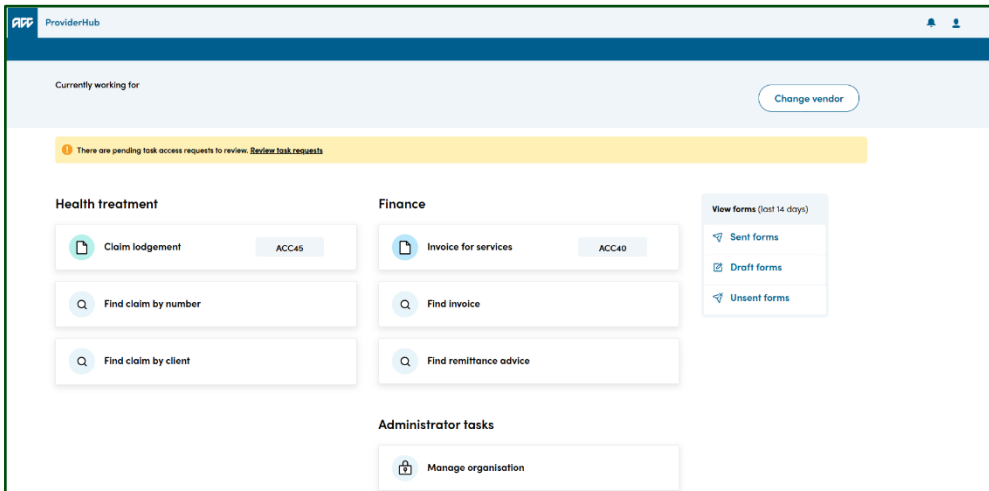 ACC ProviderHub
Currently working for
Change vendor
There are pending task access requests to review. Review task requests
Health treatment
Claim lodgement ACC45
Find claim by number
Find claim by client
Finance
Invoice for services ACC40
Find invoice
Find remittance advice
Administrator tasks
Manage organisation
View forms (last 14 days)
Sent forms
Draft forms
Unsent forms